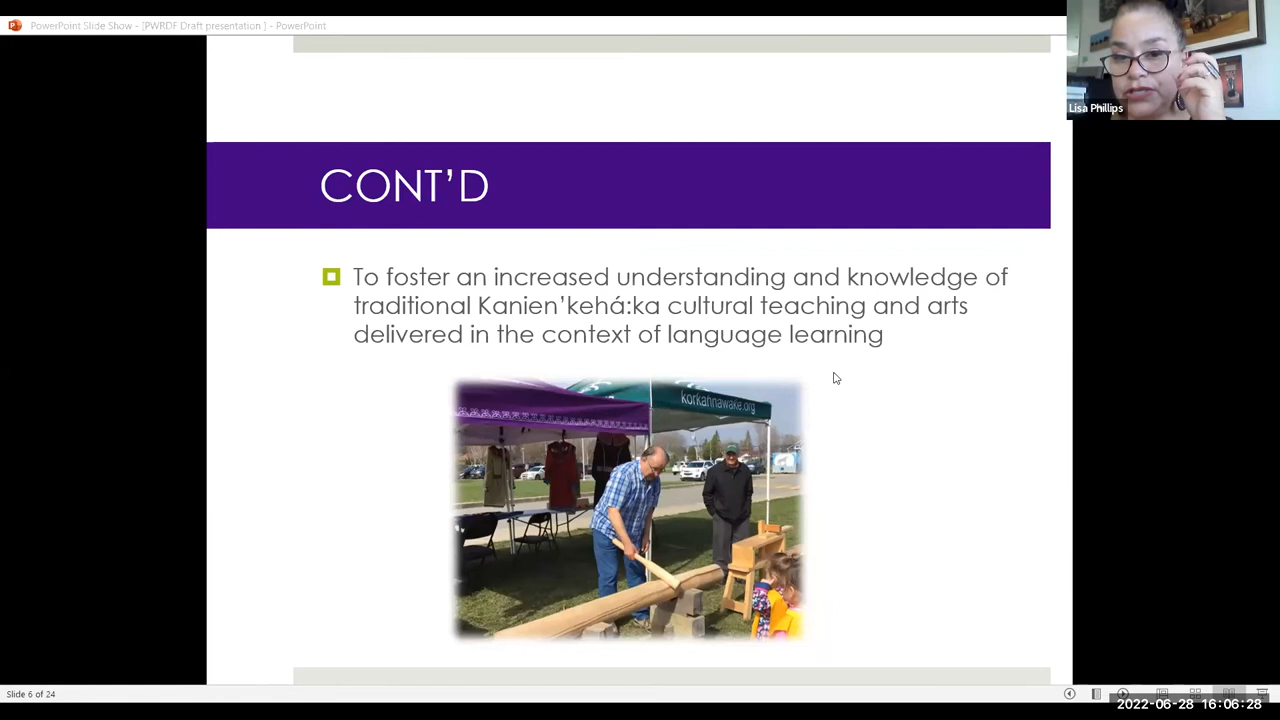 PowerPoint Slide Show - [PWRDF Draft presentation ] - PowerPoint
Lisa Phillips
CONT’D
To foster an increased understanding and knowledge of
traditional Kanien’kehá:ka cultural teaching and arts
delivered in the context of language learning
korkahnawake.org
Slide 6 of 24
2022-06-28 16:06:28